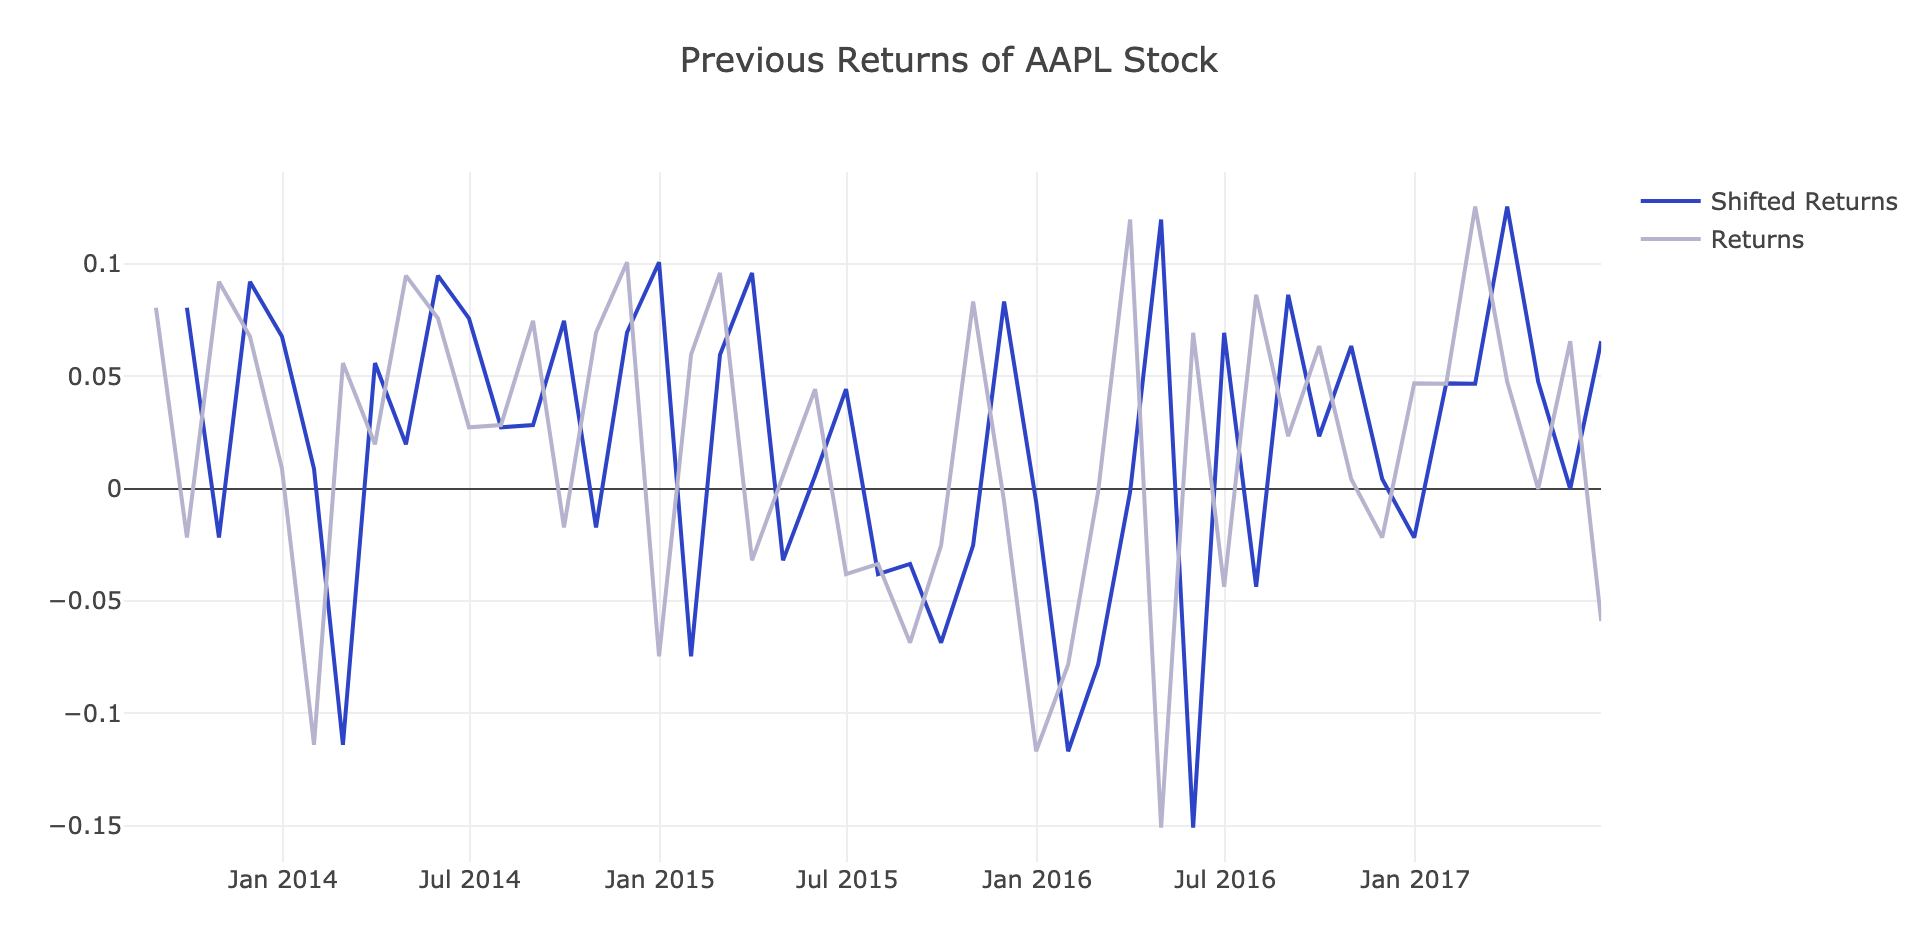 Previous Returns of AAPL Stock
Shifted Returns
Returns
0.1
0.05
0
−0.05
−0.1
−0.15
Jan 2014
Jul 2014
Jan 2015
Jul 2015
Jan 2016
Jul 2016
Jan 2017